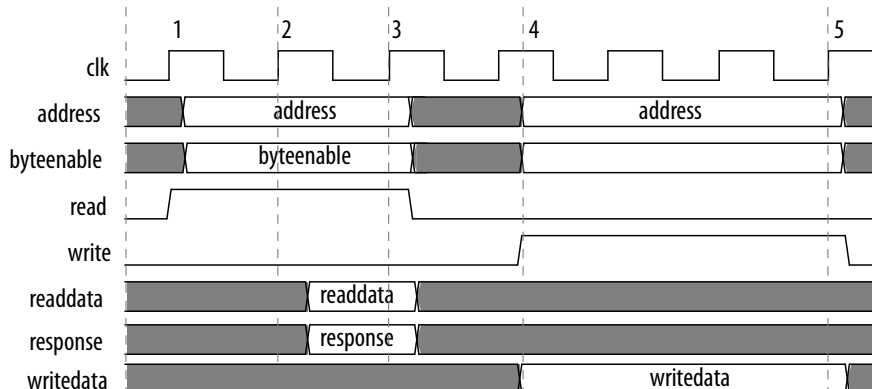 1 2 3 4 5
clk
address address address
byteenable byteenable
read
write
readdata readdata
response response
writedata writedata